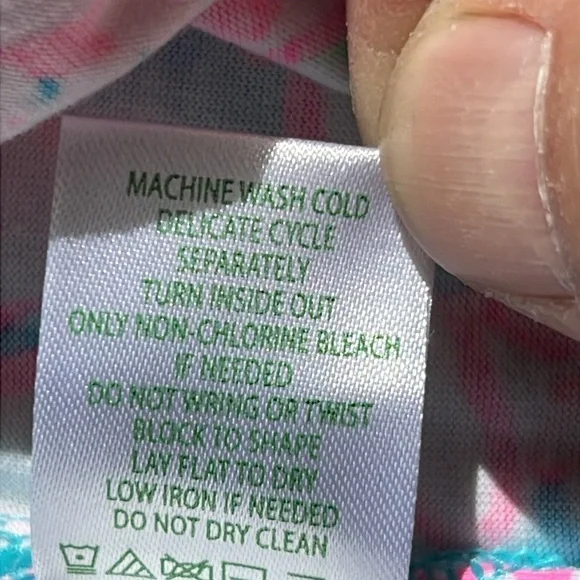 MACHINE WASH COLD
DELICATE CYCLE
SEPARATELY
TURN INSIDE OUT
ONLY NON-CHLORINE BLEACH
IF NEEDED
DO NOT WRING OR TWIST
BLOCK TO SHAPE
LAY FLAT TO DRY
LOW IRON IF NEEDED
DO NOT DRY CLEAN